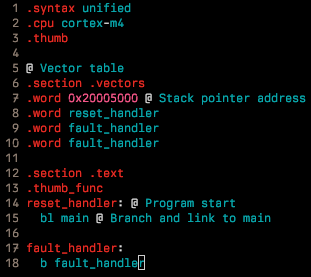 1 .syntax unified
2 .cpu cortex-m4
3 .thumb
4
5 @ Vector table
6 .section .vectors
7 .word 0x20005000 @ Stack pointer address
8 .word reset_handler
9 .word fault_handler
10 .word fault_handler
11
12 .section .text
13 .thumb_func
14 reset_handler: @ Program start
15   bl main @ Branch and link to main
16
17 fault_handler:
18   b fault_handler